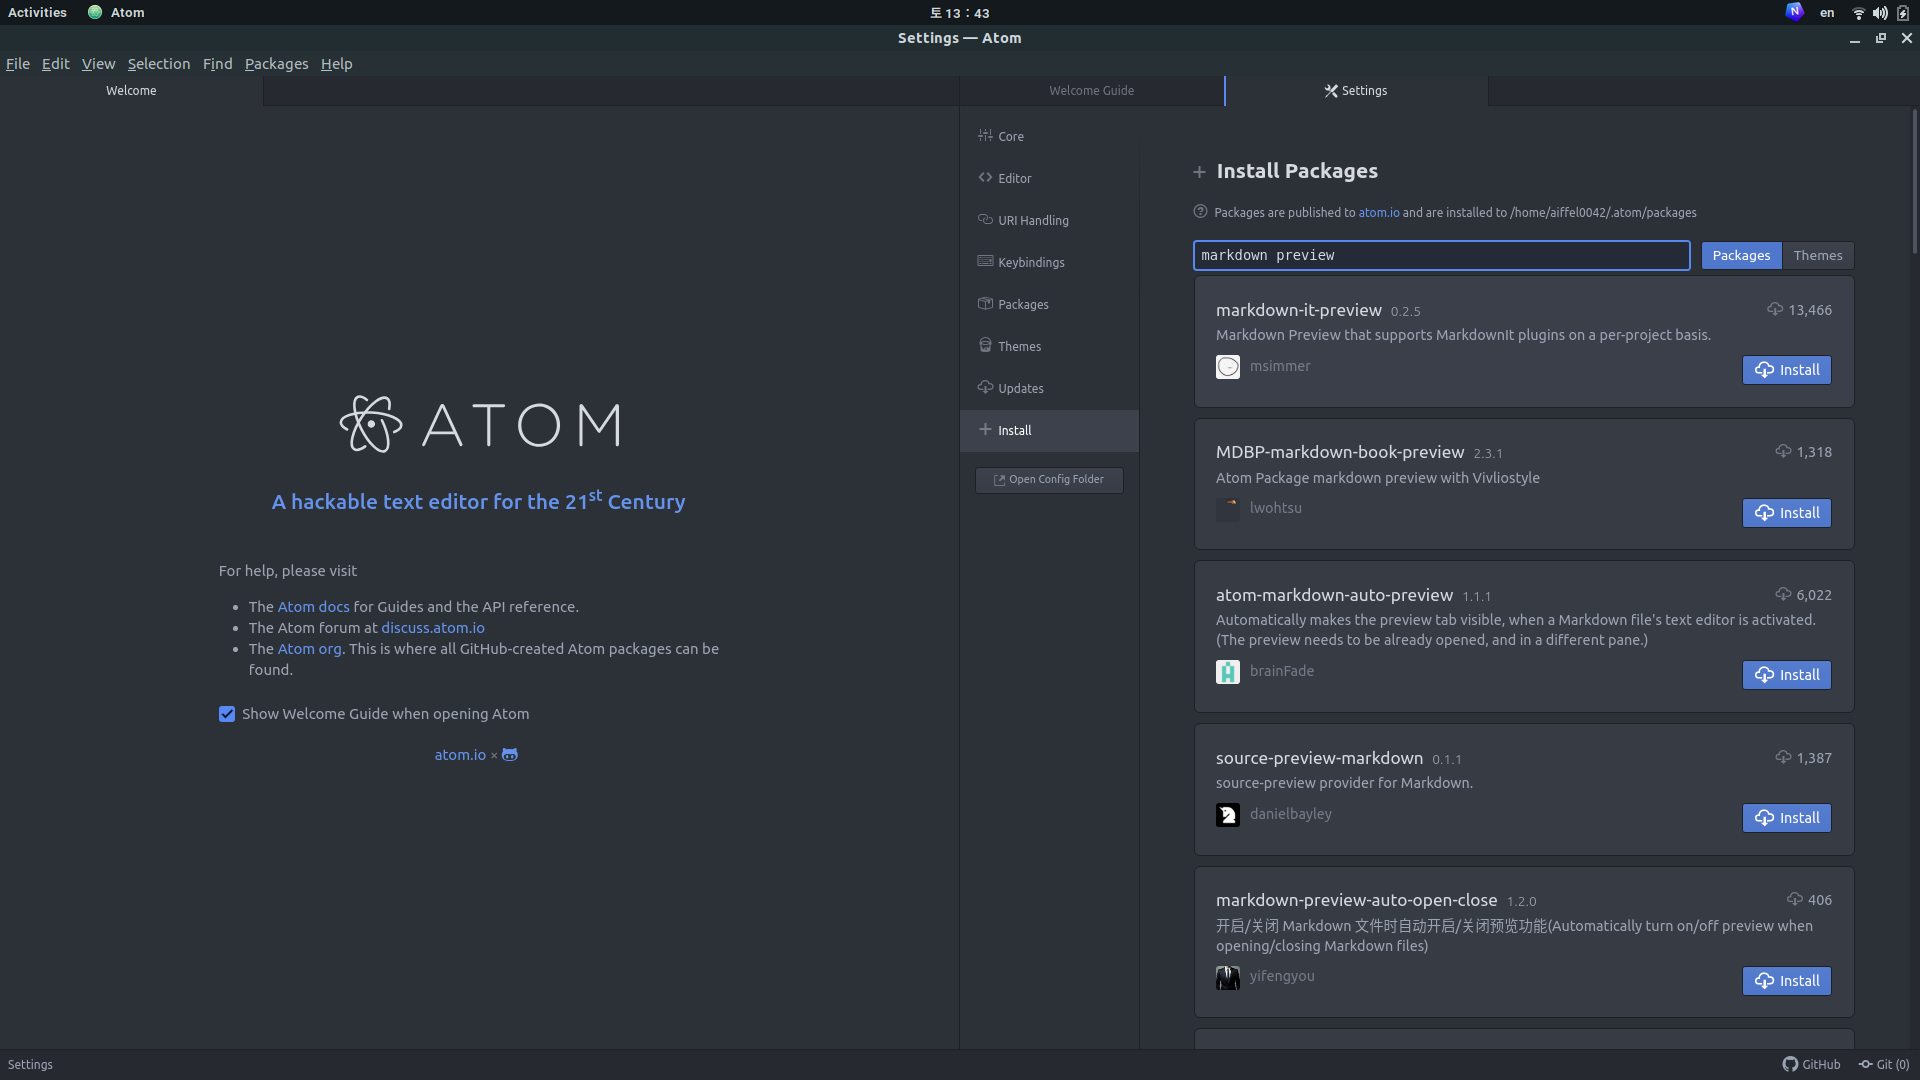 Activities Atom 토 13：43 en
Settings — Atom
File Edit View Selection Find Packages Help
Welcome
Welcome Guide
Settings
ATOM
A hackable text editor for the 21st Century
For help, please visit
The Atom docs for Guides and the API reference.
The Atom forum at discuss.atom.io
The Atom org. This is where all GitHub-created Atom packages can be
found.
Show Welcome Guide when opening Atom
atom.io ×
Core
Editor
URI Handling
Keybindings
Packages
Themes
Updates
Install
Open Config Folder
Install Packages
Packages are published to atom.io and are installed to /home/aiffel0042/.atom/packages
markdown preview
Packages Themes
markdown-it-preview 0.2.5 13,466
Markdown Preview that supports MarkdownIt plugins on a per-project basis.
msimmer Install
MDBP-markdown-book-preview 2.3.1 1,318
Atom Package markdown preview with Vivliostyle
lwohtsu Install
atom-markdown-auto-preview 1.1.1 6,022
Automatically makes the preview tab visible, when a Markdown file's text editor is activated.
(The preview needs to be already opened, and in a different pane.)
brainFade Install
source-preview-markdown 0.1.1 1,387
source-preview provider for Markdown.
danielbayley Install
markdown-preview-auto-open-close 1.2.0 406
开启/关闭 Markdown 文件时自动开启/关闭预览功能(Automatically turn on/off preview when
opening/closing Markdown files)
yifengyou Install
Settings GitHub Git (0)